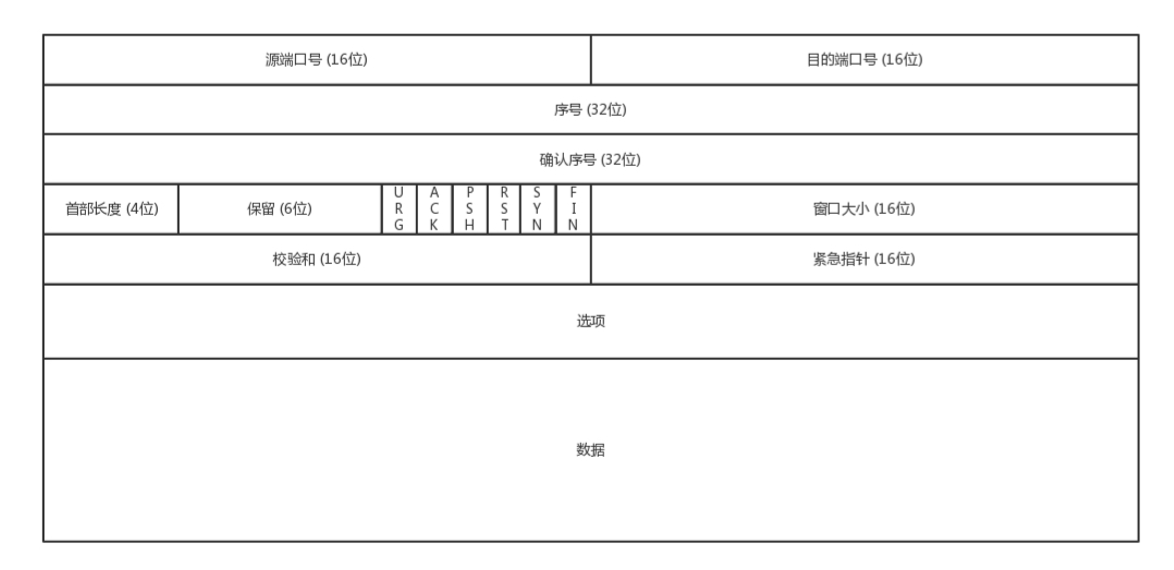 源端口号 (16位) 目的端口号 (16位)
序号 (32位)
确认序号 (32位)
首部长度 (4位) 保留 (6位) URG ACK PSH RST SYN FIN 窗口大小 (16位)
校验和 (16位) 紧急指针 (16位)
选项
数据